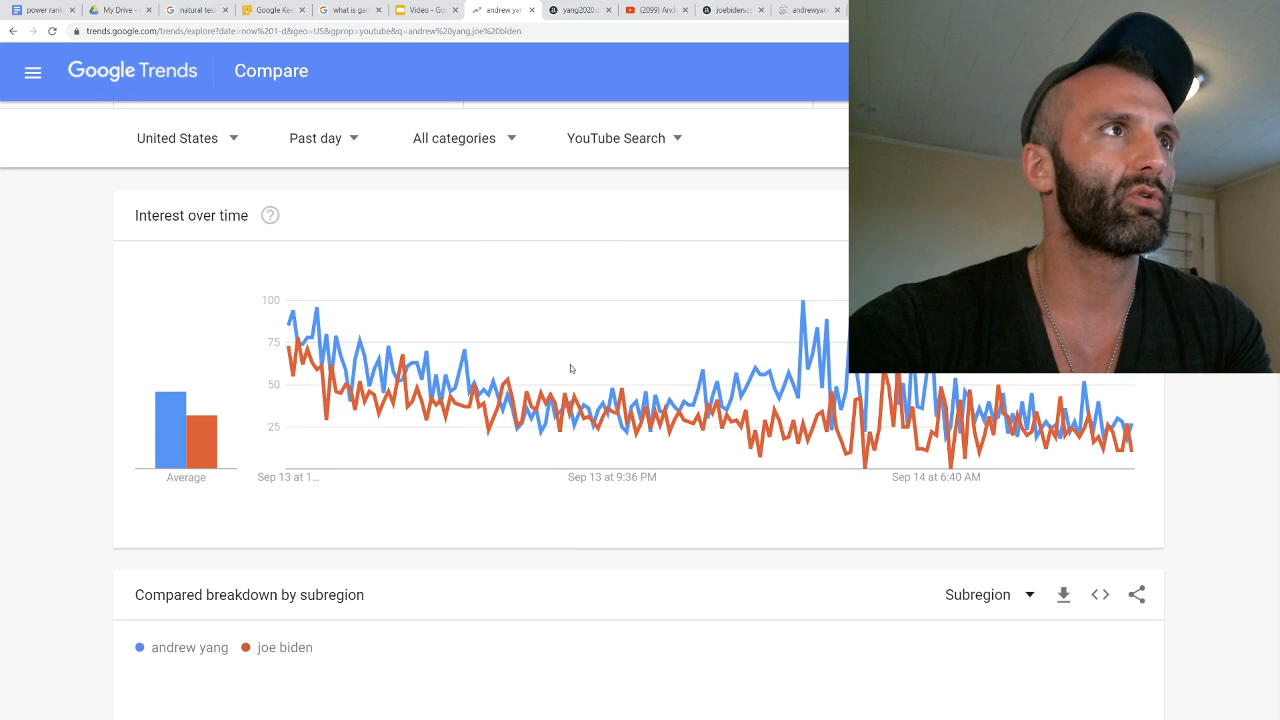 power rank
My Drive -
natural test
Google Kee
what is gar
Video - Go
andrew yan
yang2020.c
(2099) And
joebiden.co
andrewyan
trends.google.com/trends/explore?date=now%201-d&geo=US&gprop=youtube&q=andrew%20yang,joe%20biden
Google Trends Compare
United States Past day All categories YouTube Search
Interest over time ?
100
75
50
25
Average
Sep 13 at 1... Sep 13 at 9:36 PM Sep 14 at 6:40 AM
Compared breakdown by subregion Subregion
andrew yang joe biden